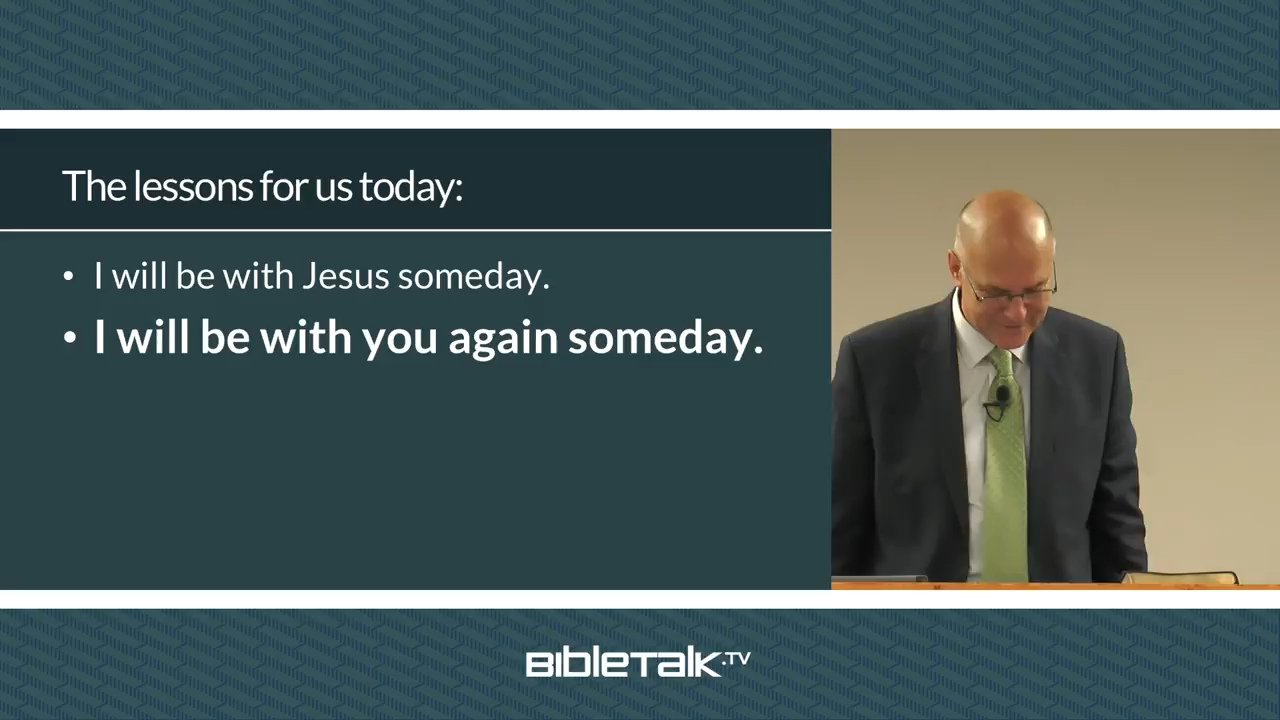 The lessons for us today:
• I will be with Jesus someday.
• I will be with you again someday.
BibleTalk.TV